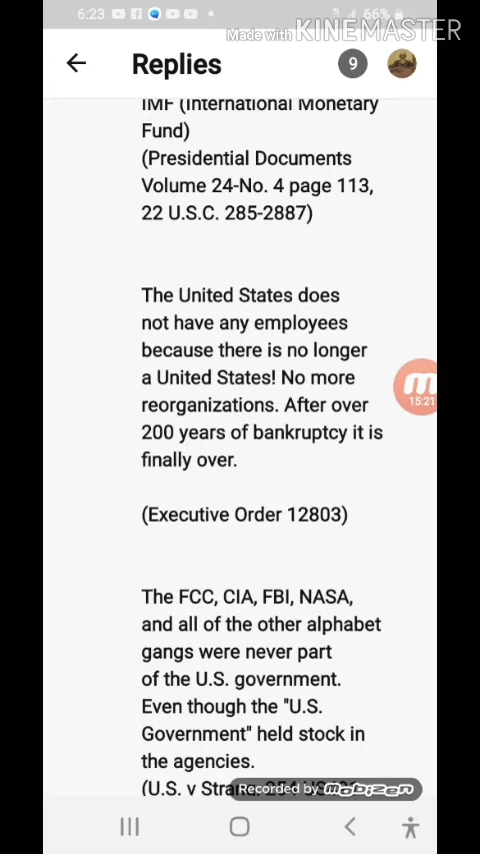 6:23
66%
Made with KINEMASTER
Replies
9
IMF (International Monetary
Fund)
(Presidential Documents
Volume 24-No. 4 page 113,
22 U.S.C. 285-2887)
The United States does
not have any employees
because there is no longer
a United States! No more
reorganizations. After over
200 years of bankruptcy it is
finally over.
(Executive Order 12803)
15:21
The FCC, CIA, FBI, NASA,
and all of the other alphabet
gangs were never part
of the U.S. government.
Even though the "U.S.
Government" held stock in
the agencies.
(U.S. v
Recorded by mobizen